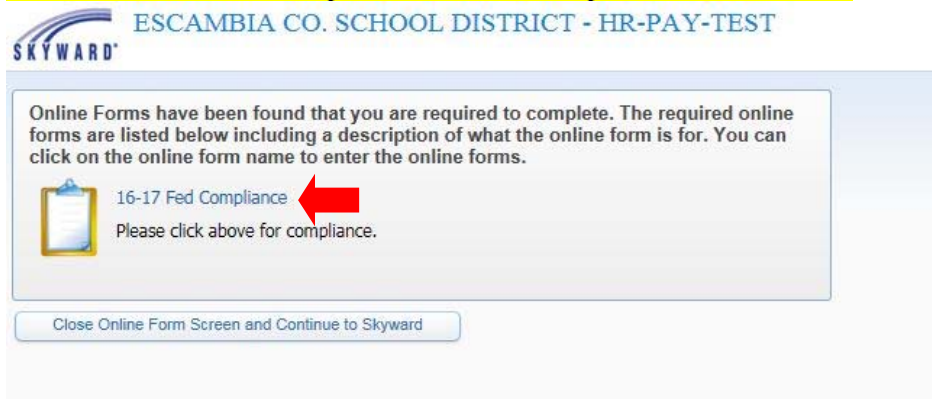 ESCAMBIA CO. SCHOOL DISTRICT - HR-PAY-TEST
SKYWARD
Online Forms have been found that you are required to complete. The required online
forms are listed below including a description of what the online form is for. You can
click on the online form name to enter the online forms.
16-17 Fed Compliance
Please click above for compliance.
Close Online Form Screen and Continue to Skyward